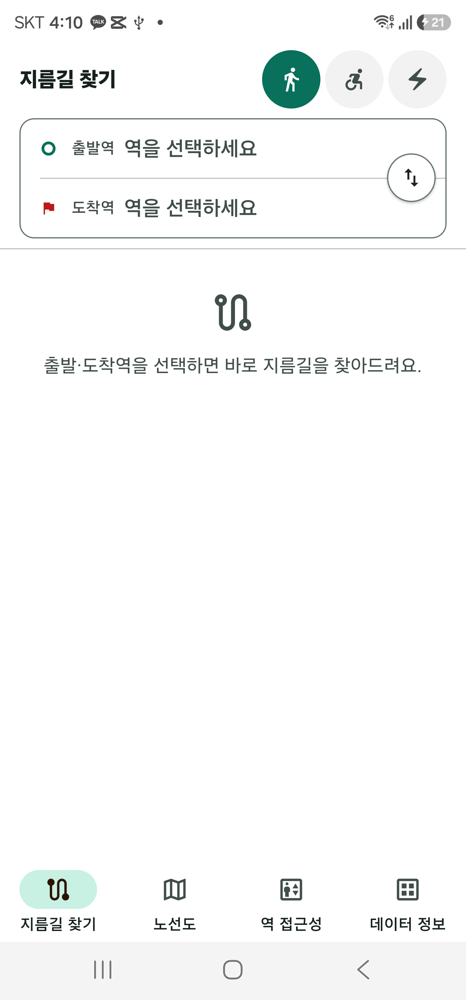 SKT 4:10 TALK 6 21
지름길 찾기
출발역 역을 선택하세요
도착역 역을 선택하세요
출발·도착역을 선택하면 바로 지름길을 찾아드려요.
지름길 찾기 노선도 역 접근성 데이터 정보